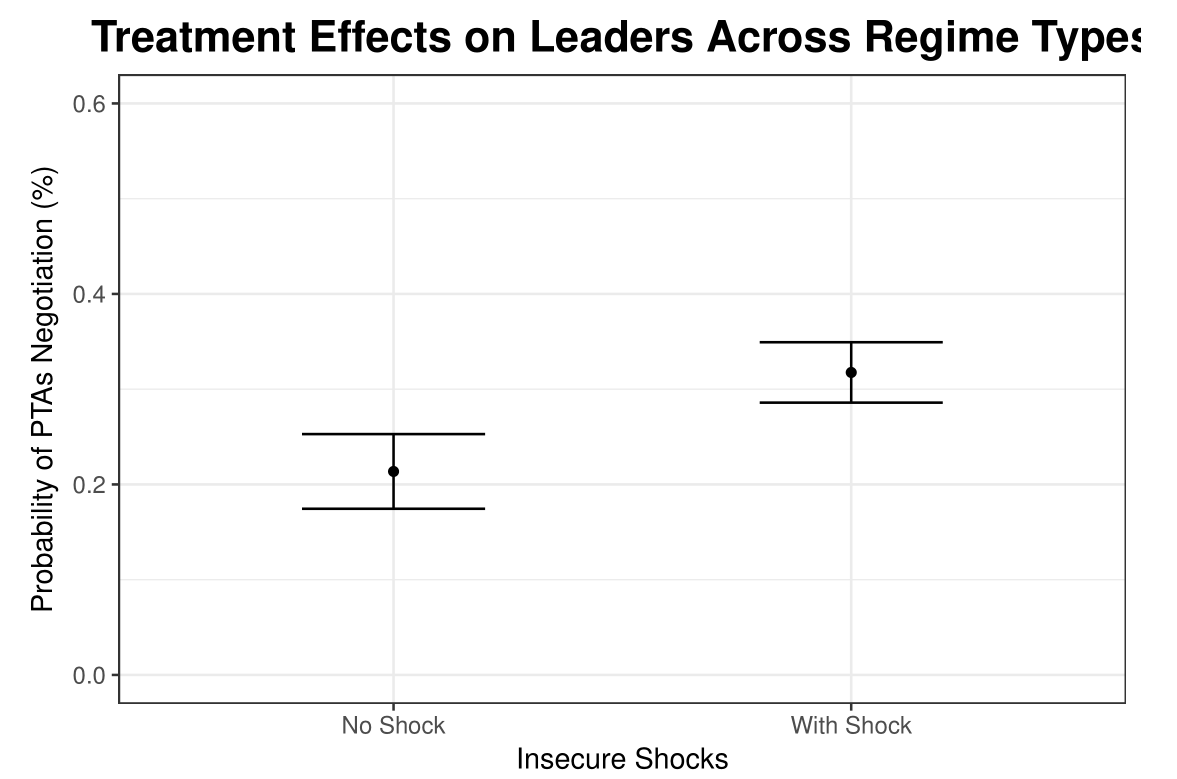 Treatment Effects on Leaders Across Regime Types
Probability of PTAs Negotiation (%)
0.6
0.4
0.2
0.0
No Shock
With Shock
Insecure Shocks